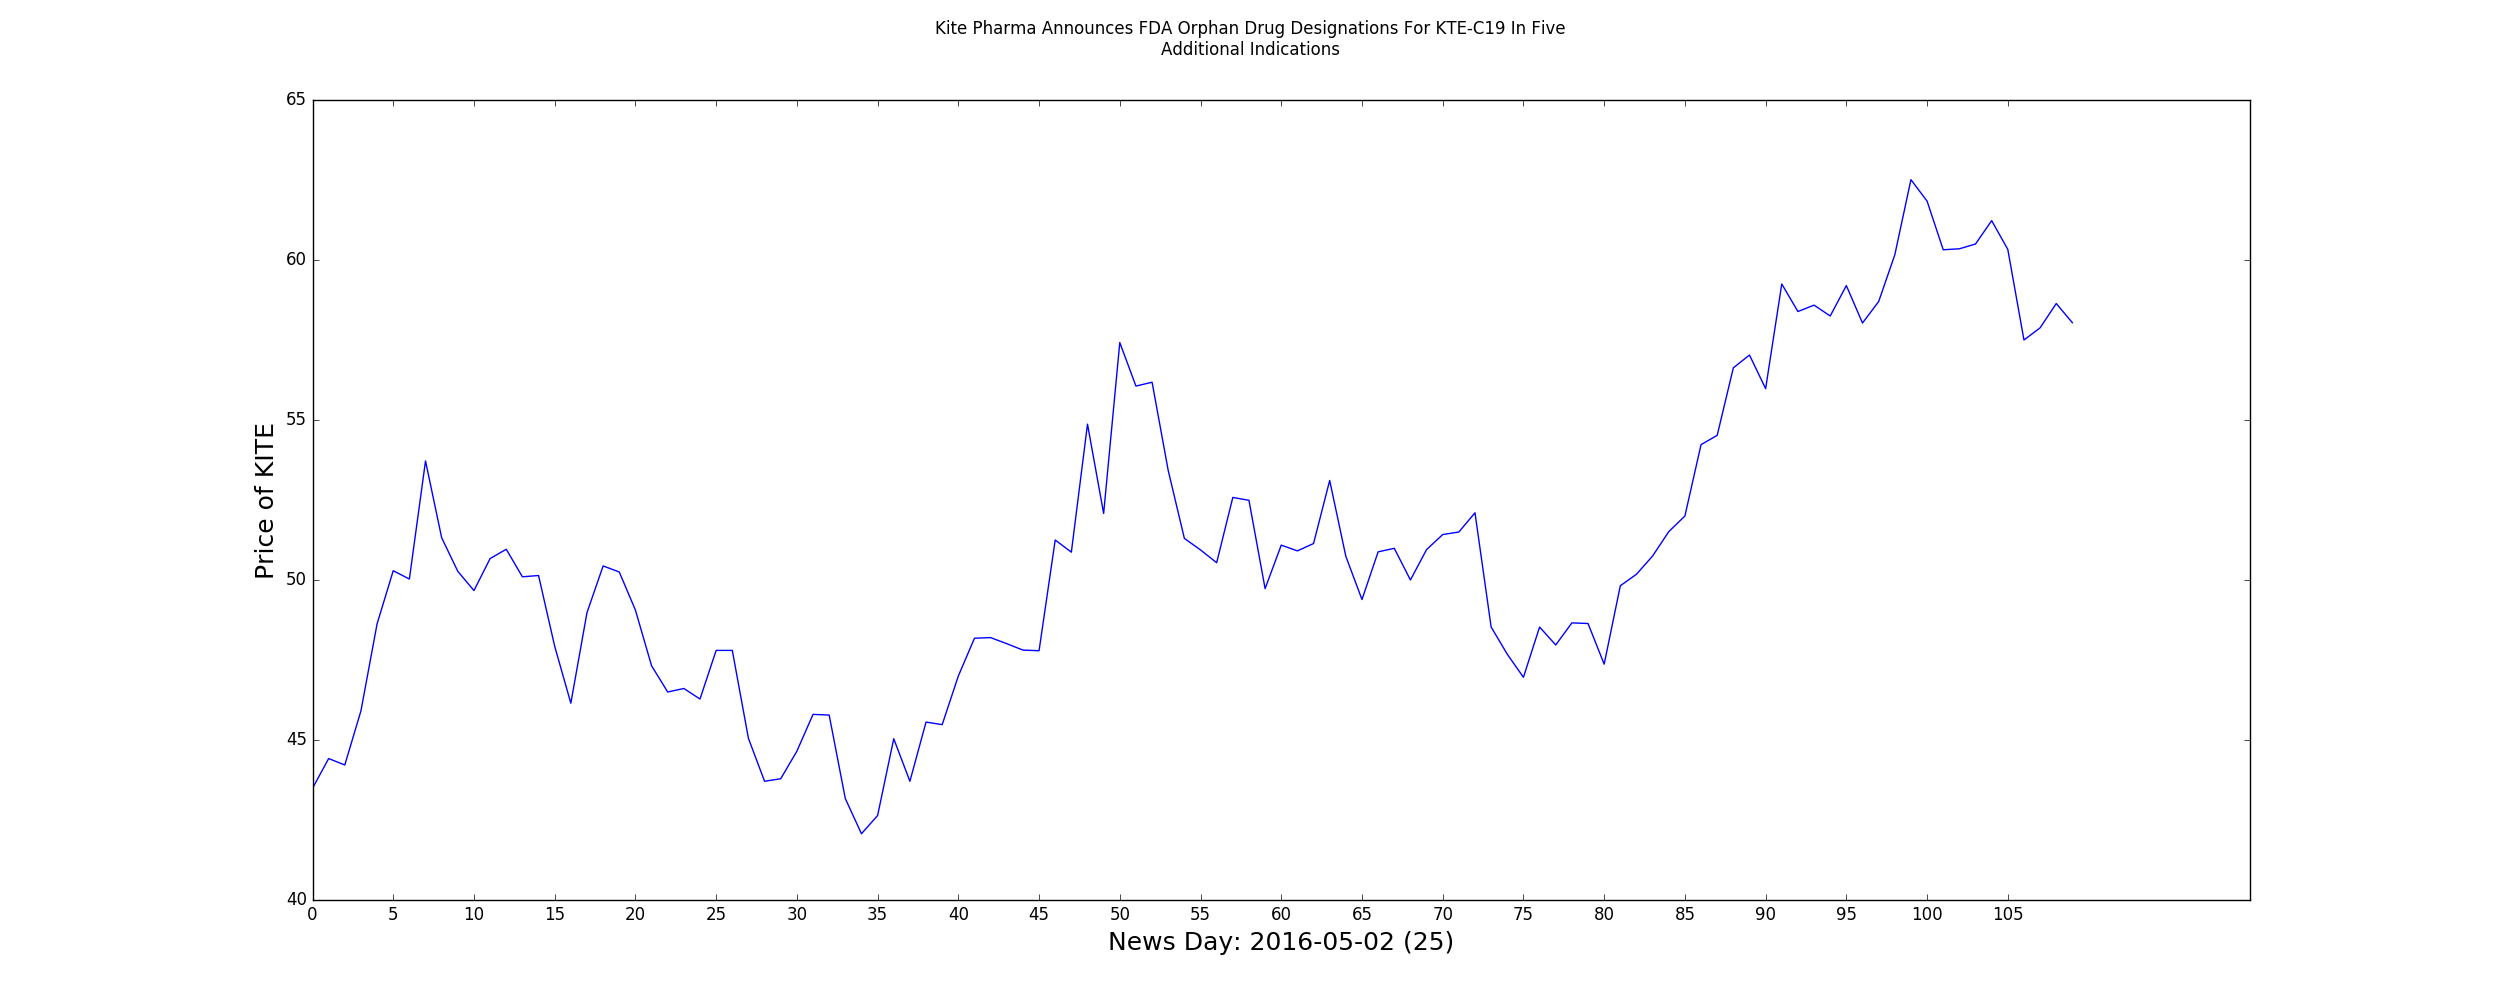 Kite Pharma Announces FDA Orphan Drug Designations For KTE-C19 In Five
Additional Indications
65
60
55
50
45
40
Price of KITE
0 5 10 15 20 25 30 35 40 45 50 55 60 65 70 75 80 85 90 95 100 105
News Day: 2016-05-02 (25)